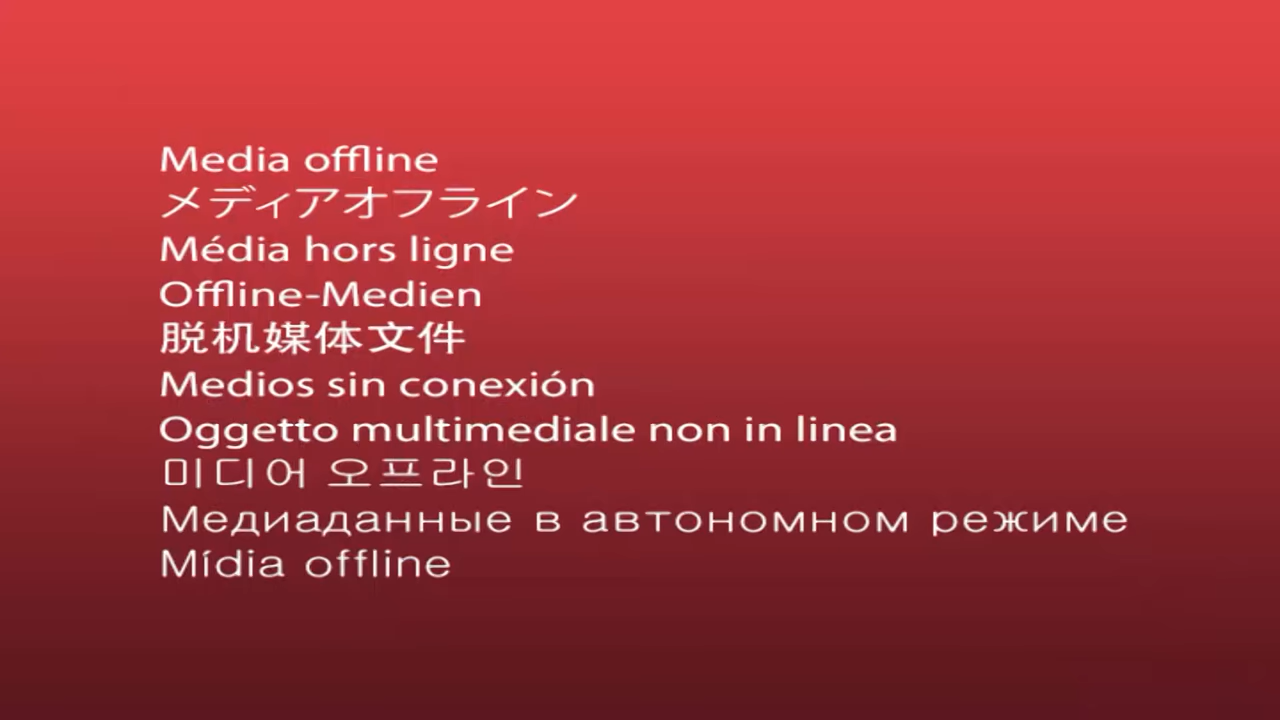 Media offline
メディアオフライン
Média hors ligne
Offline-Medien
脱机媒体文件
Medios sin conexión
Oggetto multimediale non in linea
미디어 오프라인
Медиаданные в автономном режиме
Mídia offline